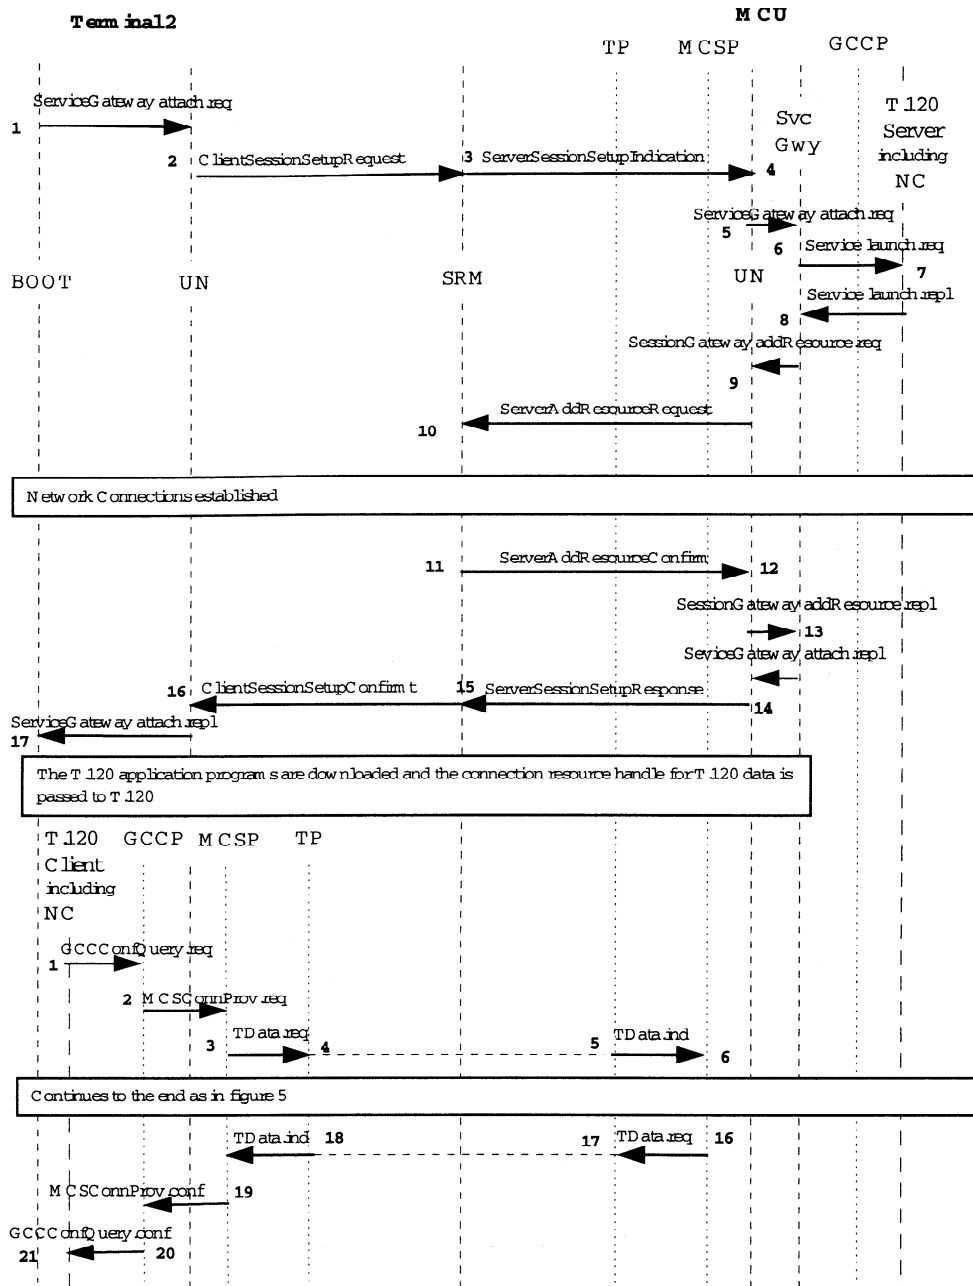 Terminal2
MCU
TP MCSP GCCP
ServiceGateway attach.req
1
T.120
Server
including
NC
Svc
Gwy
2 ClientSessionSetupRequest 3 ServerSessionSetupIndication 4
ServiceGateway attach.req
5
6 Service launch.req
7
BOOT UN SRM UN
Service launch.repl
8
SessionGateway addResource.req
9
ServerAddResourceRequest
10
Network Connections established
11 ServerAddResourceConfirm 12
SessionGateway addResource.repl
13
SeviceGateway attach.repl
16 ClientSessionSetupConfirm t 15 ServerSessionSetupResponse
14
ServiceGateway attach.repl
17
The T.120 application programs are downloaded and the connection resource handle for T.120 data is
passed to T.120
T.120 GCCP MCSP TP
Client
including
NC
GCCConfQuery.req
1
2 MCSConnProv.req
3 TData.req 4 5 TData.ind 6
Continues to the end as in figure 5
TData.ind 18 17 TData.req 16
MCSConnProv.conf 19
GCCConfQuery.conf
21 20